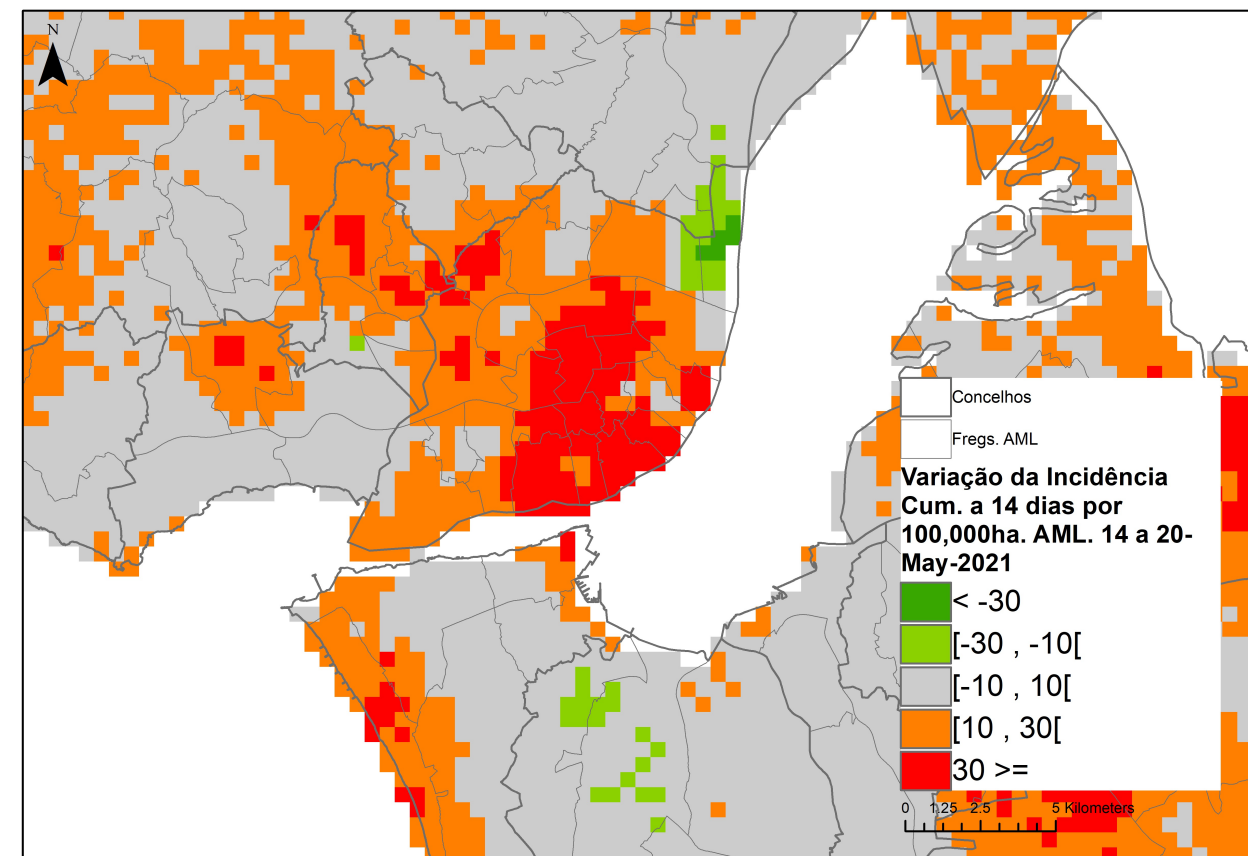 N
Concelhos
Fregs. AML
Variação da Incidência
Cum. a 14 dias por
100,000ha. AML. 14 a 20-
May-2021
< -30
[-30 , -10[
[-10 , 10[
[10 , 30[
30 >=
0 1.25 2.5 5 Kilometers